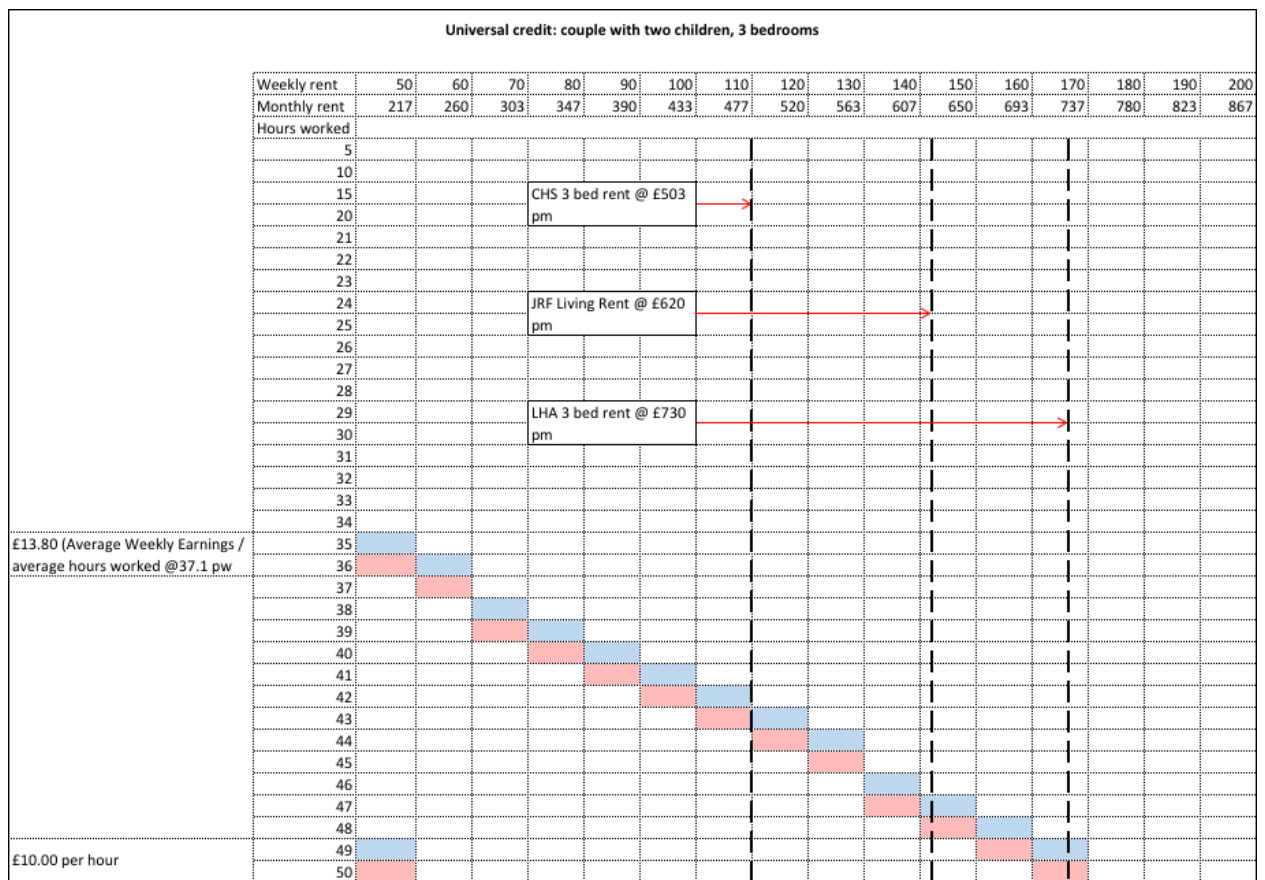 Universal credit: couple with two children, 3 bedrooms
Weekly rent 50 60 70 80 90 100 110 120 130 140 150 160 170 180 190 200
Monthly rent 217 260 303 347 390 433 477 520 563 607 650 693 737 780 823 867
Hours worked
5
10
15
CHS 3 bed rent @ £503
pm
20
21
22
23
24
JRF Living Rent @ £620
pm
25
26
27
28
29
LHA 3 bed rent @ £730
pm
30
31
32
33
34
£13.80 (Average Weekly Earnings / 35
average hours worked @37.1 pw 36
37
38
39
40
41
42
43
44
45
46
47
48
49
£10.00 per hour
50